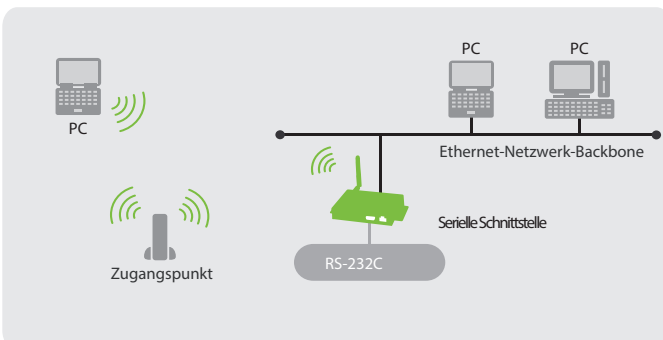 PC
PC
PC
Ethernet-Netzwerk-Backbone
Serielle Schnittstelle
RS-232C
Zugangspunkt